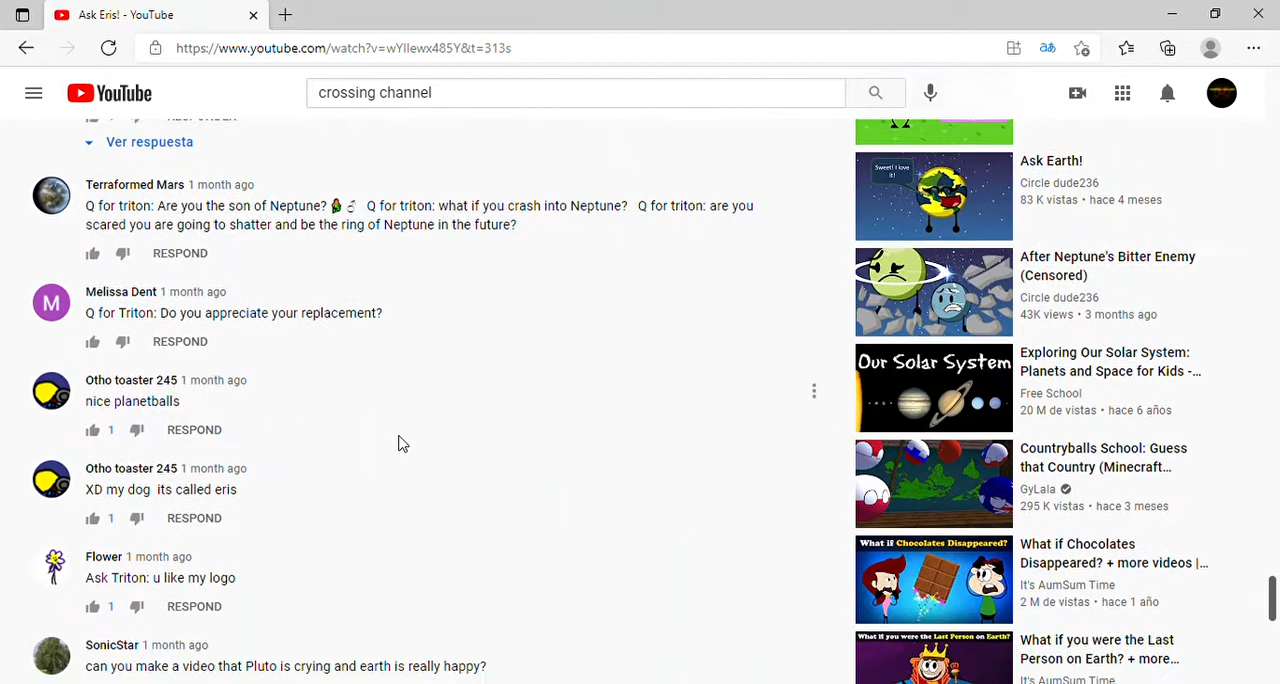 Ask Eris! - YouTube
https://www.youtube.com/watch?v=wYIlewx485Y&t=313s
YouTube
crossing channel
Ver respuesta
Terraformed Mars 1 month ago
Q for triton: Are you the son of Neptune? Q for triton: what if you crash into Neptune? Q for triton: are you
scared you are going to shatter and be the ring of Neptune in the future?
RESPOND
Melissa Dent 1 month ago
M
Q for Triton: Do you appreciate your replacement?
RESPOND
Otho toaster 245 1 month ago
nice planetballs
1 RESPOND
Otho toaster 245 1 month ago
XD my dog its called eris
1 RESPOND
Flower 1 month ago
Ask Triton: u like my logo
1 RESPOND
SonicStar 1 month ago
can you make a video that Pluto is crying and earth is really happy?
Sweet! I love
it!
Ask Earth!
Circle dude236
83 K vistas • hace 4 meses
After Neptune's Bitter Enemy
(Censored)
Circle dude236
43K views • 3 months ago
Our Solar System
Exploring Our Solar System:
Planets and Space for Kids -...
Free School
20 M de vistas • hace 6 años
Countryballs School: Guess
that Country (Minecraft...
GyLala
295 K vistas • hace 3 meses
What if Chocolates Disappeared?
What if Chocolates
Disappeared? + more videos |...
It's AumSum Time
2 M de vistas • hace 1 año
What if you were the Last Person on Earth?
What if you were the Last
Person on Earth? + more...
It's AumSum Time